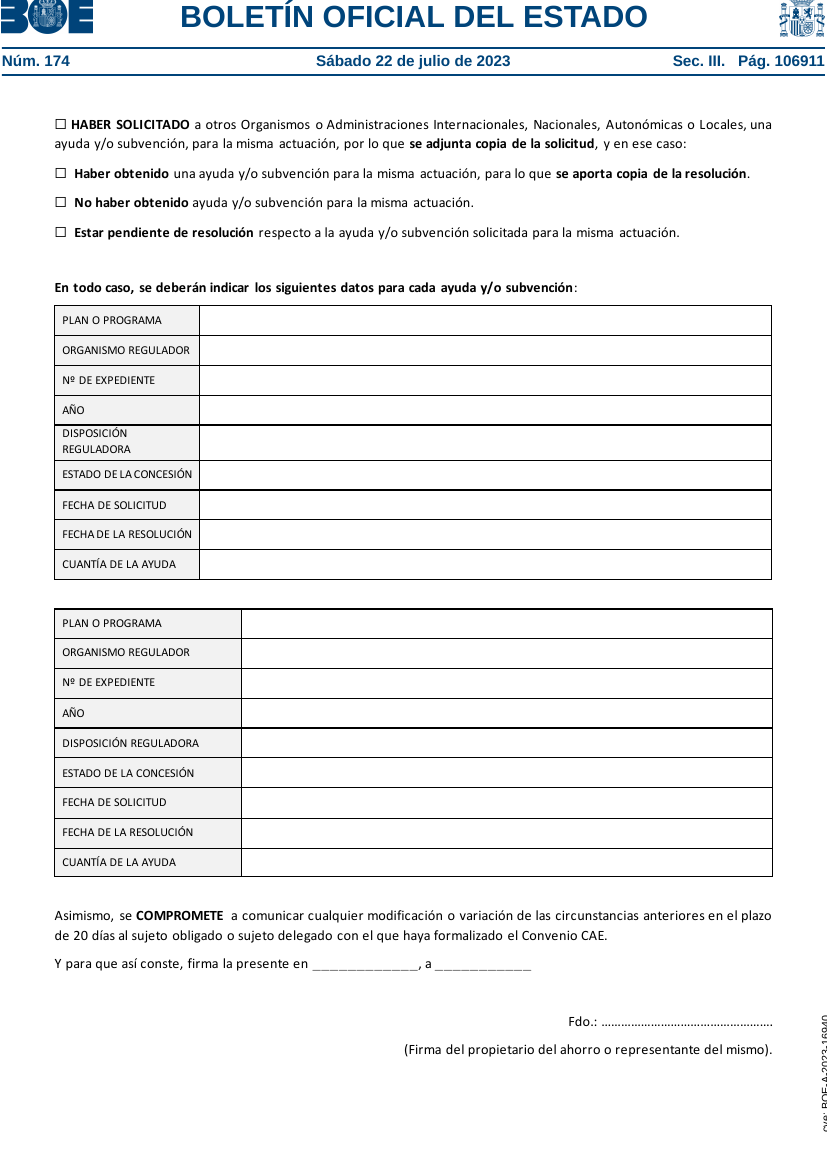 BOE
BOLETÍN OFICIAL DEL ESTADO
Núm. 174
Sábado 22 de julio de 2023
Sec. III. Pág. 106911
☐ HABER SOLICITADO a otros Organismos o Administraciones Internacionales, Nacionales, Autonómicas o Locales, una
ayuda y/o subvención, para la misma actuación, por lo que se adjunta copia de la solicitud, y en ese caso:
☐ Haber obtenido una ayuda y/o subvención para la misma actuación, para lo que se aporta copia de la resolución.
☐ No haber obtenido ayuda y/o subvención para la misma actuación.
☐ Estar pendiente de resolución respecto a la ayuda y/o subvención solicitada para la misma actuación.
En todo caso, se deberán indicar los siguientes datos para cada ayuda y/o subvención:
PLAN O PROGRAMA
ORGANISMO REGULADOR
Nº DE EXPEDIENTE
AÑO
DISPOSICIÓN
REGULADORA
ESTADO DE LA CONCESIÓN
FECHA DE SOLICITUD
FECHA DE LA RESOLUCIÓN
CUANTÍA DE LA AYUDA
PLAN O PROGRAMA
ORGANISMO REGULADOR
Nº DE EXPEDIENTE
AÑO
DISPOSICIÓN REGULADORA
ESTADO DE LA CONCESIÓN
FECHA DE SOLICITUD
FECHA DE LA RESOLUCIÓN
CUANTÍA DE LA AYUDA
Asimismo, se COMPROMETE a comunicar cualquier modificación o variación de las circunstancias anteriores en el plazo
de 20 días al sujeto obligado o sujeto delegado con el que haya formalizado el Convenio CAE.
Y para que así conste, firma la presente en _____________, a ____________
Fdo.: …………………………………………….
(Firma del propietario del ahorro o representante del mismo).
cve: BOE-A-2023-16940